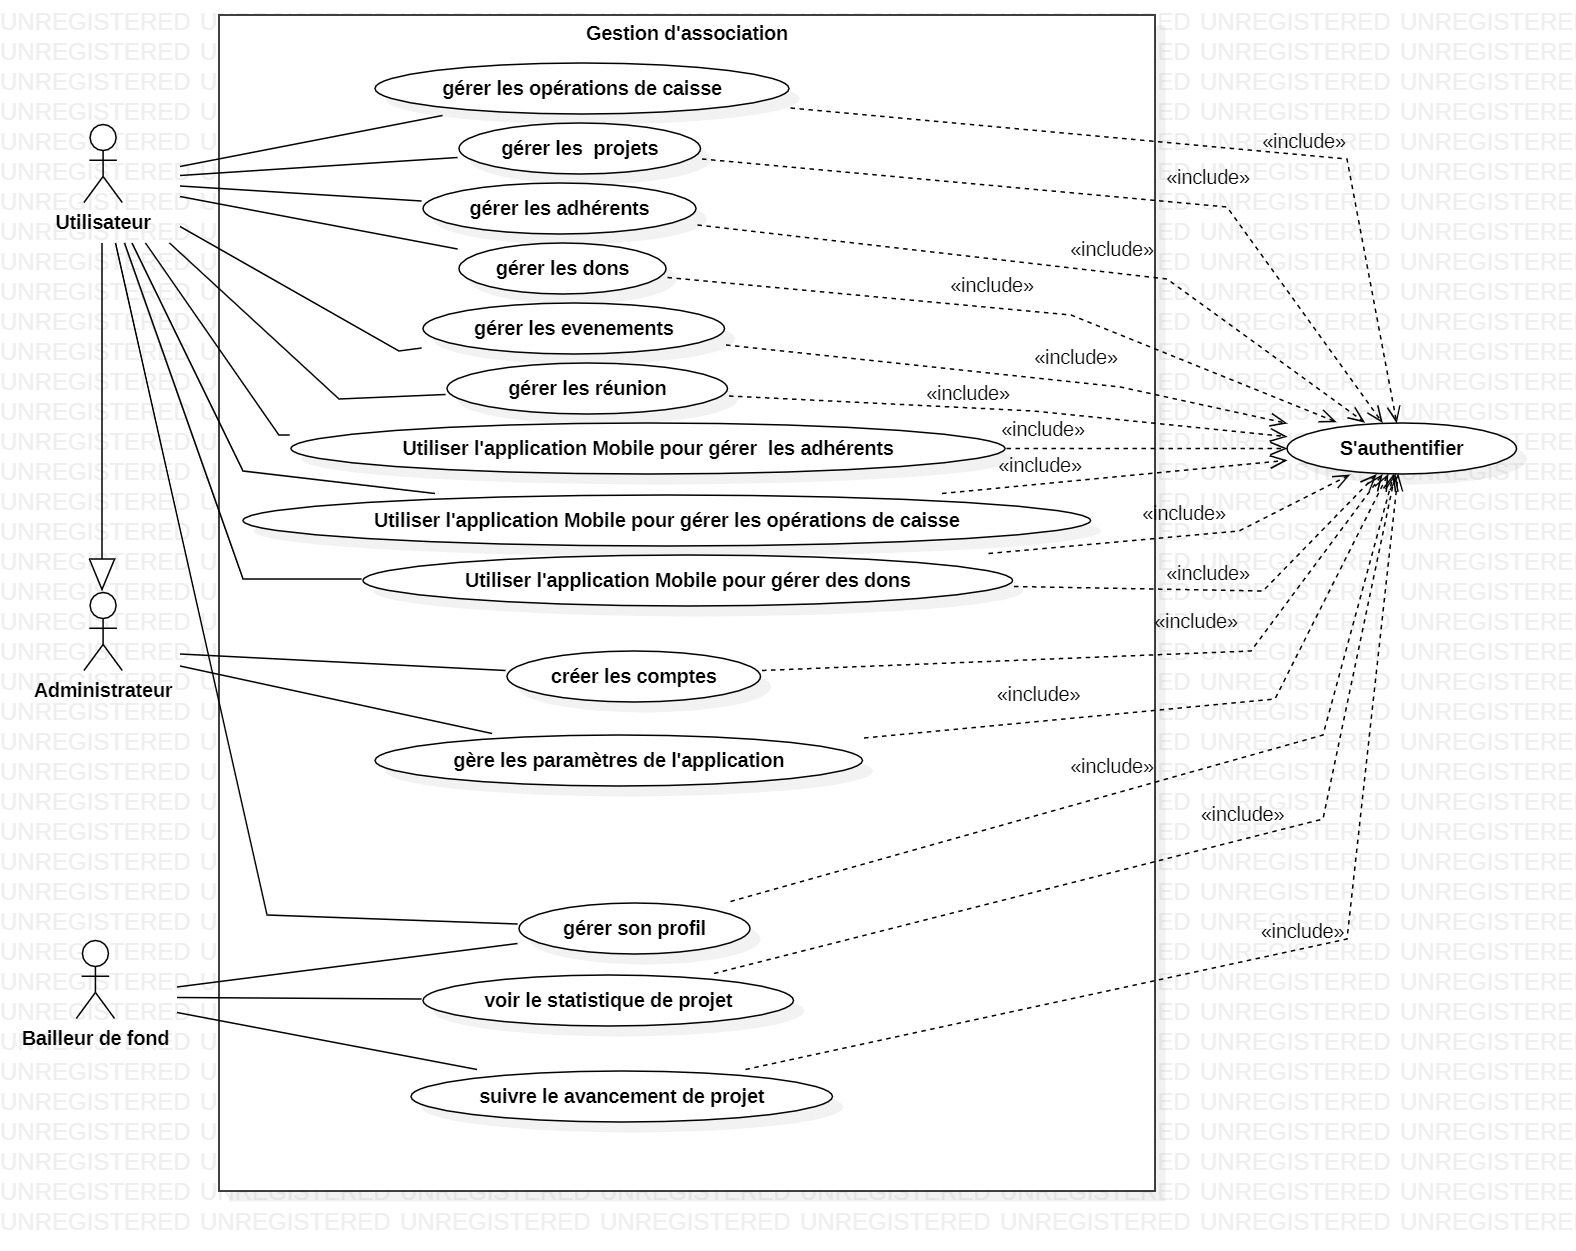 Gestion d'association
gérer les opérations de caisse
«include»
gérer les  projets
«include»
gérer les adhérents
Utilisateur
«include»
gérer les dons
«include»
gérer les evenements
«include»
gérer les réunion
«include»
«include»
Utiliser l'application Mobile pour gérer  les adhérents
S'authentifier
«include»
Utiliser l'application Mobile pour gérer les opérations de caisse
«include»
Utiliser l'application Mobile pour gérer des dons
«include»
«include»
créer les comptes
Administrateur
«include»
gère les paramètres de l'application
«include»
«include»
gérer son profil
«include»
voir le statistique de projet
Bailleur de fond
suivre le avancement de projet
UNREGISTERED